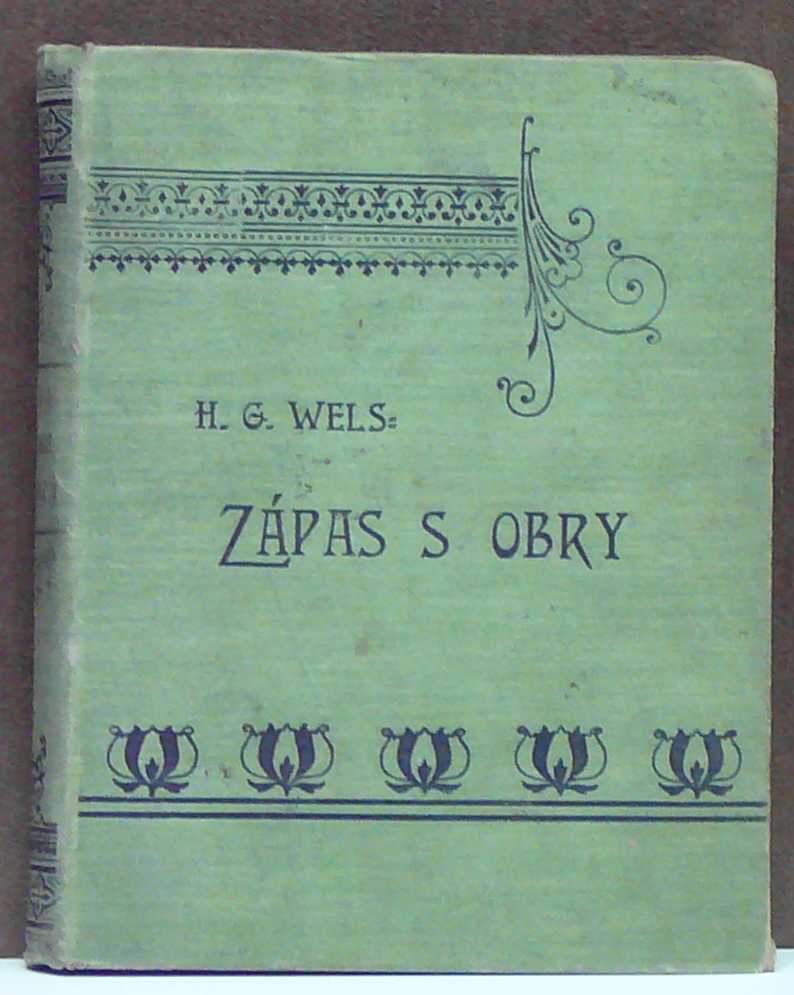 H. G. WELS=
ZÁPAS S OBRY